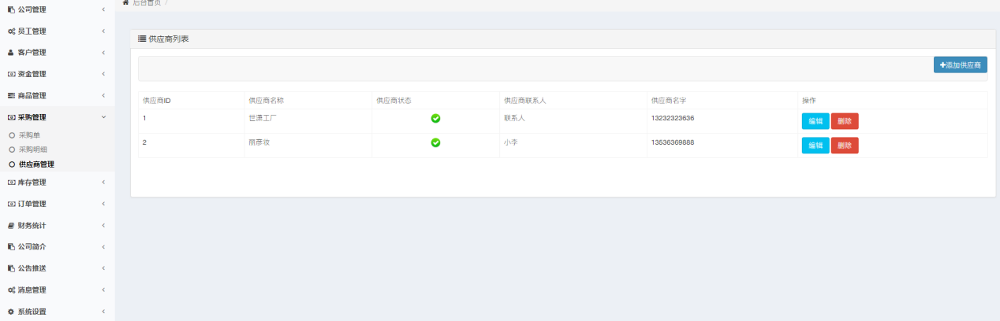 公司管理
员工管理
客户管理
资金管理
商品管理
采购管理
采购单
采购明细
供应商管理
库存管理
订单管理
财务统计
公司简介
公告推送
消息管理
系统设置
后台首页 /
供应商列表
添加供应商
供应商ID 供应商名称 供应商状态 供应商联系人 供应商名字 操作
1 世潇工厂 联系人 13232323636 编辑 删除
2 丽彦妆 小李 13536369888 编辑 删除